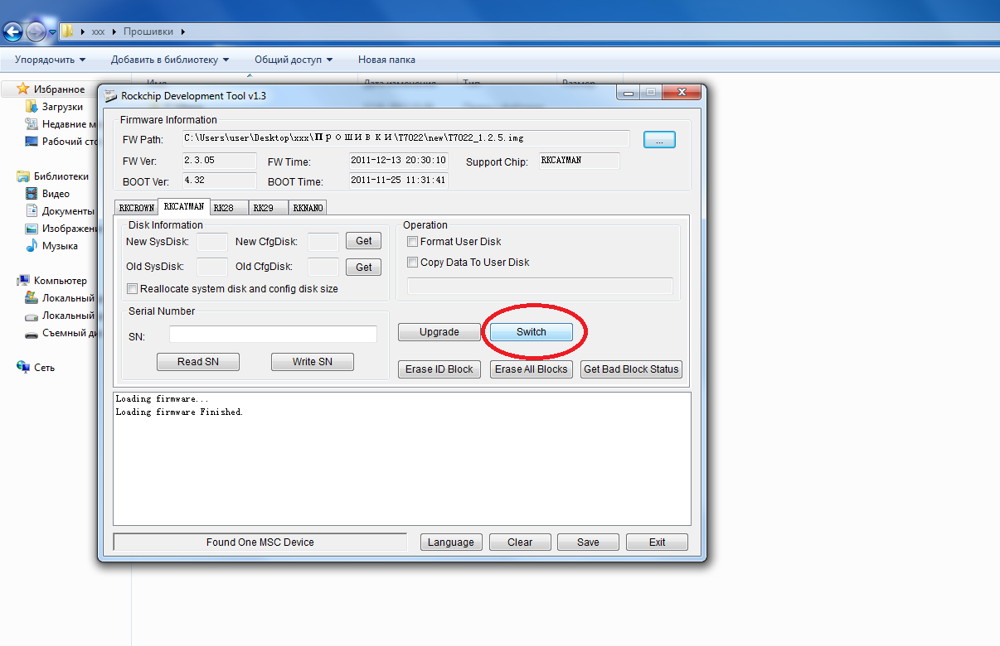 xxx Прошивки
Упорядочить Добавить в библиотеку Общий доступ Новая папка
Имя Дата изменения Тип Размер
Избранное
Загрузки
Недавние м
Рабочий сто
Библиотеки
Видео
Документы
Изображени
Музыка
Компьютер
Локальный
Локальный
Съемный ди
Сеть
Rockchip Development Tool v1.3
Firmware Information
FW Path: C:\Users\user\Desktop\xxx\Прошивки\T7022\new\T7022_1.2.5.img ...
FW Ver: 2.3.05 FW Time: 2011-12-13 20:30:10 Support Chip: RKCAYMAN
BOOT Ver: 4.32 BOOT Time: 2011-11-25 11:31:41
RKCROWN RKCAYMAN RK28 RK29 RKNANO
Disk Information
New SysDisk: New CfgDisk: Get
Old SysDisk: Old CfgDisk: Get
Reallocate system disk and config disk size
Operation
Format User Disk
Copy Data To User Disk
Serial Number
SN:
Read SN Write SN
Upgrade Switch
Erase ID Block Erase All Blocks Get Bad Block Status
Loading firmware...
Loading firmware Finished.
Found One MSC Device Language Clear Save Exit